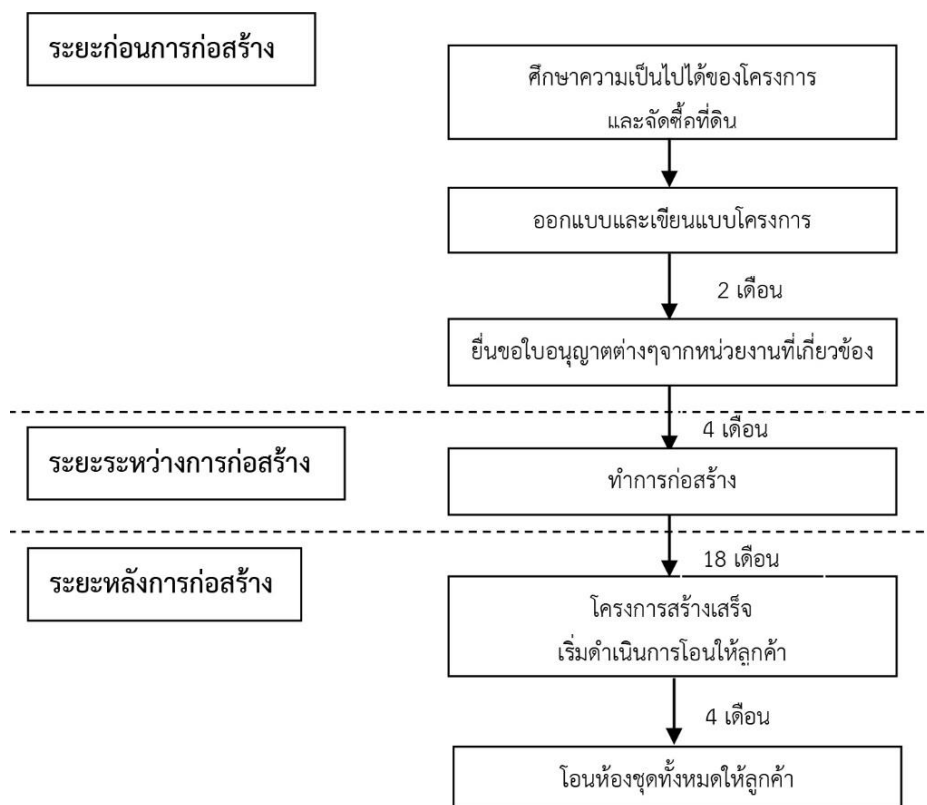 ระยะก่อนการก่อสร้าง
ศึกษาความเป็นไปได้ของโครงการ
และจัดซื้อที่ดิน
ออกแบบและเขียนแบบโครงการ
2 เดือน
ยื่นขอใบอนุญาตต่างๆจากหน่วยงานที่เกี่ยวข้อง
4 เดือน
ระยะระหว่างการก่อสร้าง
ทำการก่อสร้าง
18 เดือน
ระยะหลังการก่อสร้าง
โครงการสร้างเสร็จ
เริ่มดำเนินการโอนให้ลูกค้า
4 เดือน
โอนห้องชุดทั้งหมดให้ลูกค้า